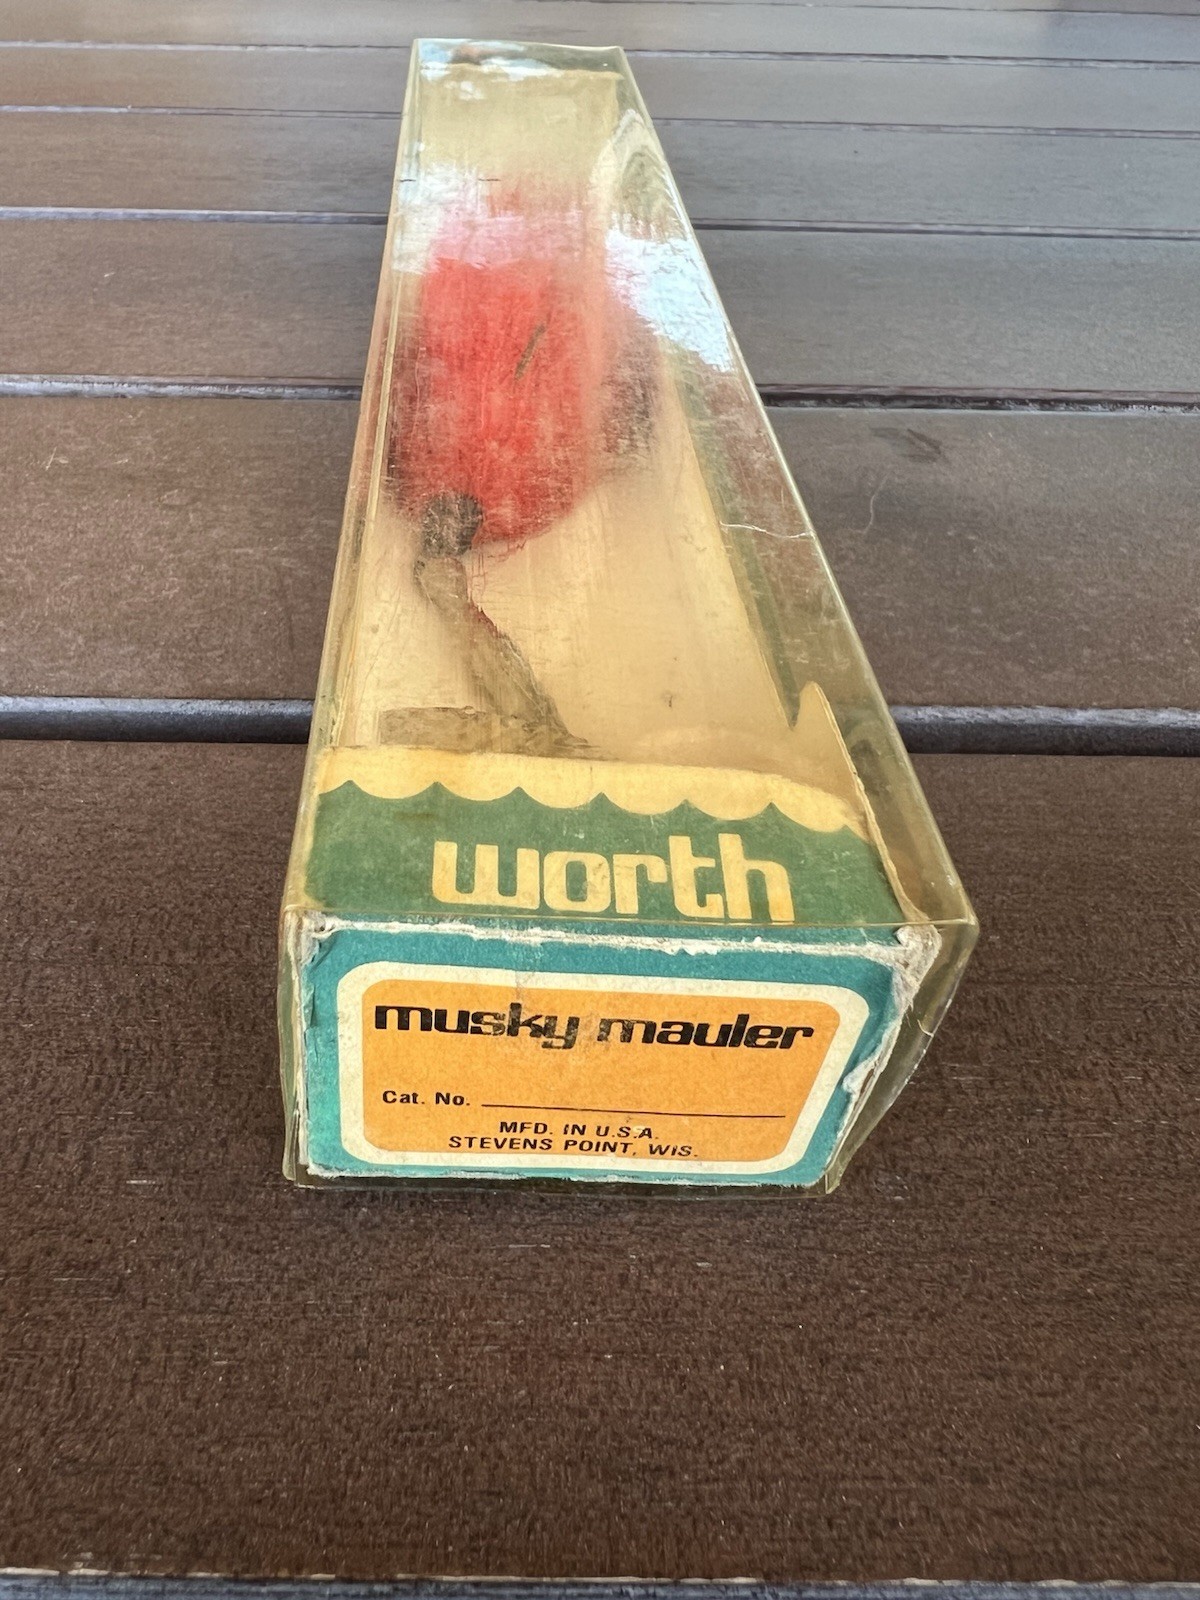 worth
musky mauler
Cat. No.
MFD. IN U.S.A.
STEVENS POINT, WIS.